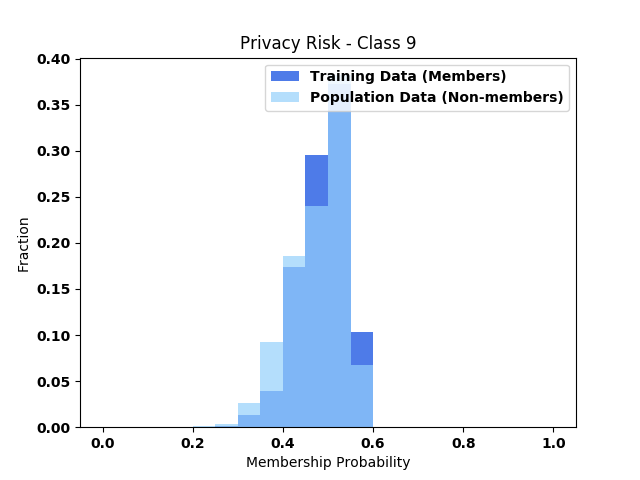 Privacy Risk - Class 9
Training Data (Members)
Population Data (Non-members)
Fraction
0.40
0.35
0.30
0.25
0.20
0.15
0.10
0.05
0.00
0.0 0.2 0.4 0.6 0.8 1.0
Membership Probability